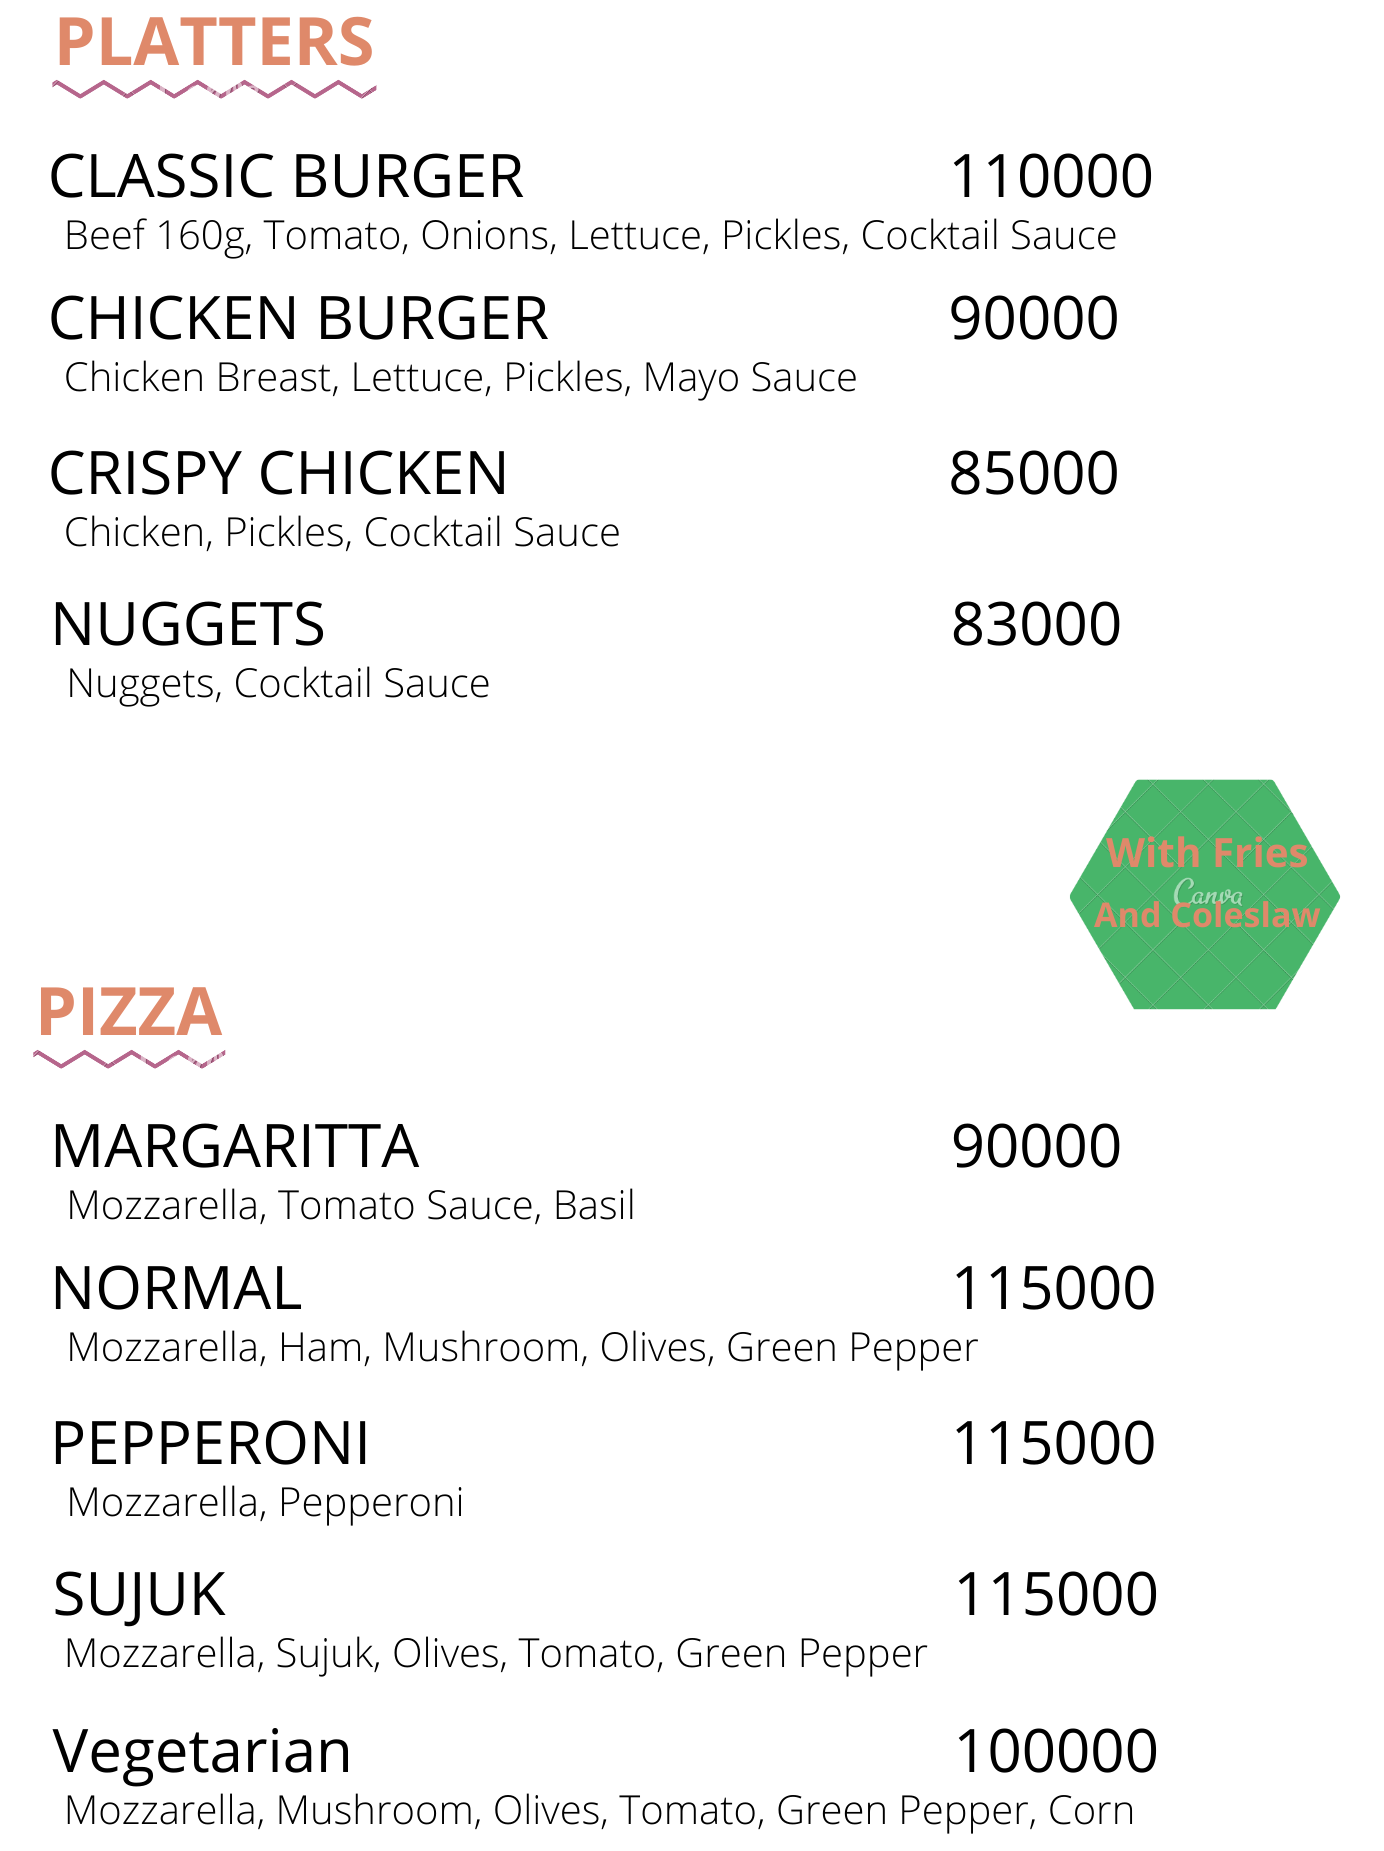 PLATTERS
CLASSIC BURGER 110000
Beef 160g, Tomato, Onions, Lettuce, Pickles, Cocktail Sauce
CHICKEN BURGER 90000
Chicken Breast, Lettuce, Pickles, Mayo Sauce
CRISPY CHICKEN 85000
Chicken, Pickles, Cocktail Sauce
NUGGETS 83000
Nuggets, Cocktail Sauce
With Fries
Canva
And Coleslaw
PIZZA
MARGARITTA 90000
Mozzarella, Tomato Sauce, Basil
NORMAL 115000
Mozzarella, Ham, Mushroom, Olives, Green Pepper
PEPPERONI 115000
Mozzarella, Pepperoni
SUJUK 115000
Mozzarella, Sujuk, Olives, Tomato, Green Pepper
Vegetarian 100000
Mozzarella, Mushroom, Olives, Tomato, Green Pepper, Corn